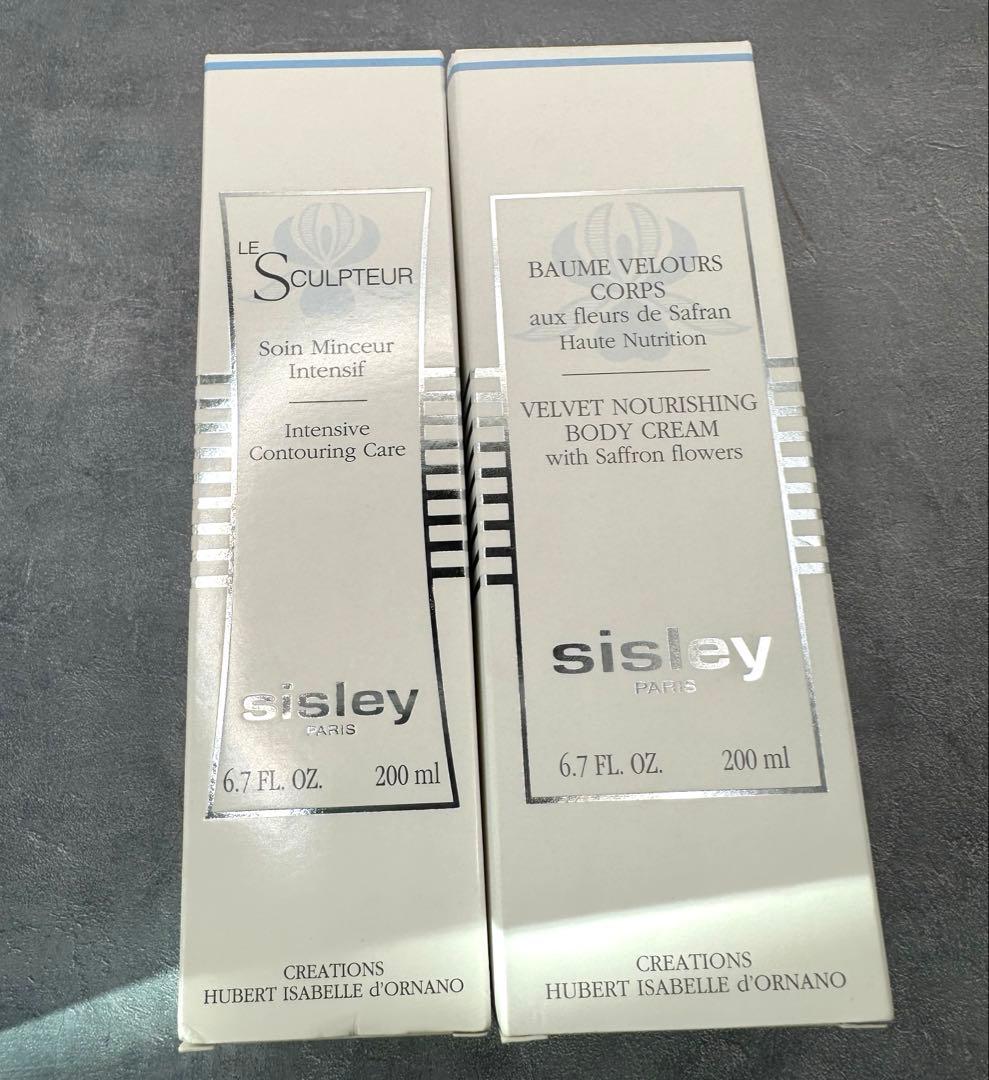 LE
SCULPTEUR
Soin Minceur
Intensif
Intensive
Contouring Care
sisley
PARIS
6.7 FL. OZ. 200 ml
CREATIONS
HUBERT ISABELLE d'ORNANO
BAUME VELOURS
CORPS
aux fleurs de Safran
Haute Nutrition
VELVET NOURISHING
BODY CREAM
with Saffron flowers
sisley
PARIS
6.7 FL. OZ. 200 ml
CREATIONS
HUBERT ISABELLE d'ORNANO